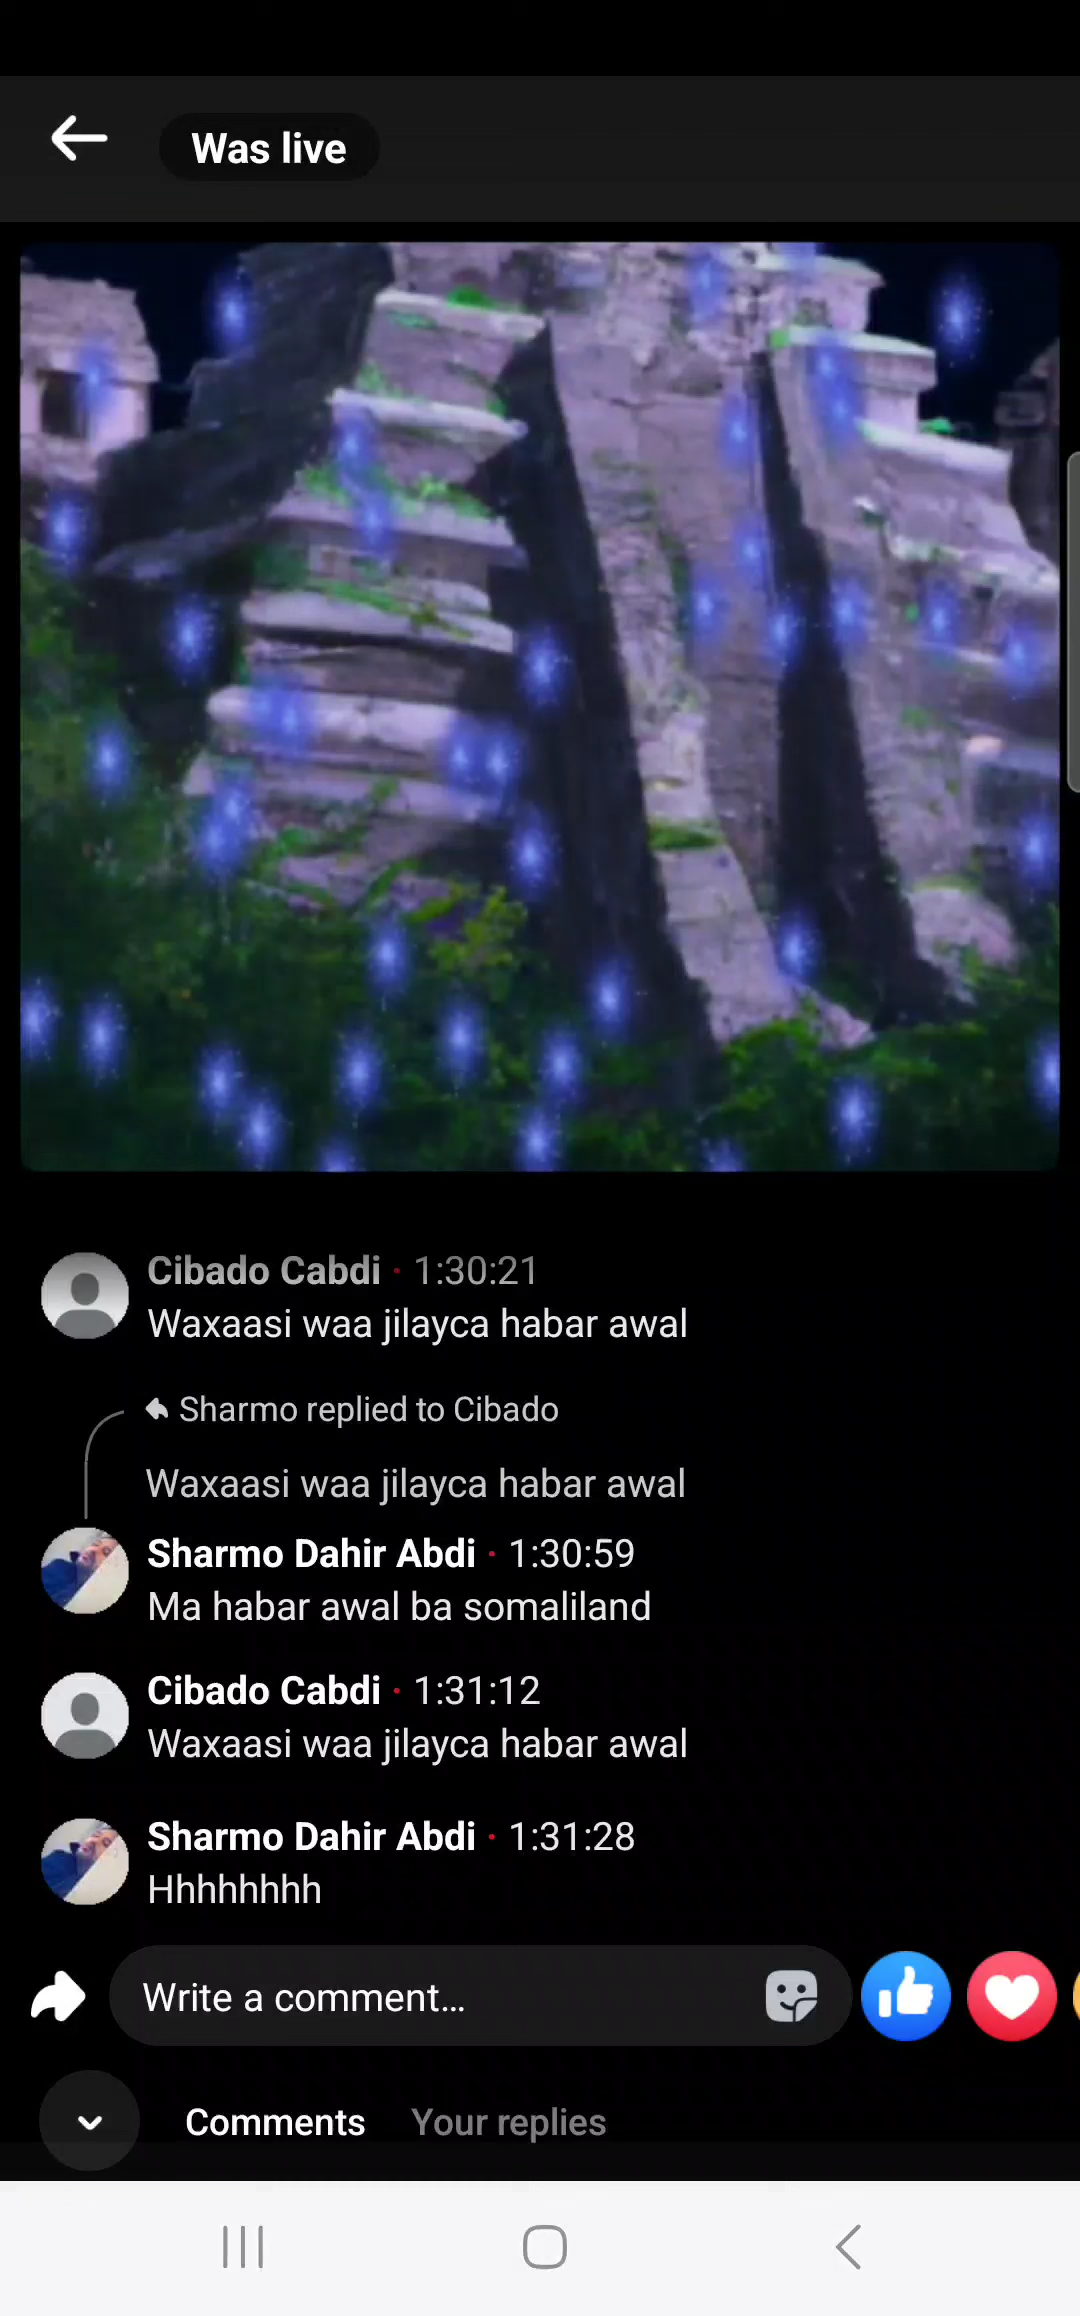 Was live
Cibado Cabdi · 1:30:21
Waxaasi waa jilayca habar awal
Sharmo replied to Cibado
Waxaasi waa jilayca habar awal
Sharmo Dahir Abdi · 1:30:59
Ma habar awal ba somaliland
Cibado Cabdi · 1:31:12
Waxaasi waa jilayca habar awal
Sharmo Dahir Abdi · 1:31:28
Hhhhhhhh
Write a comment...
Comments Your replies